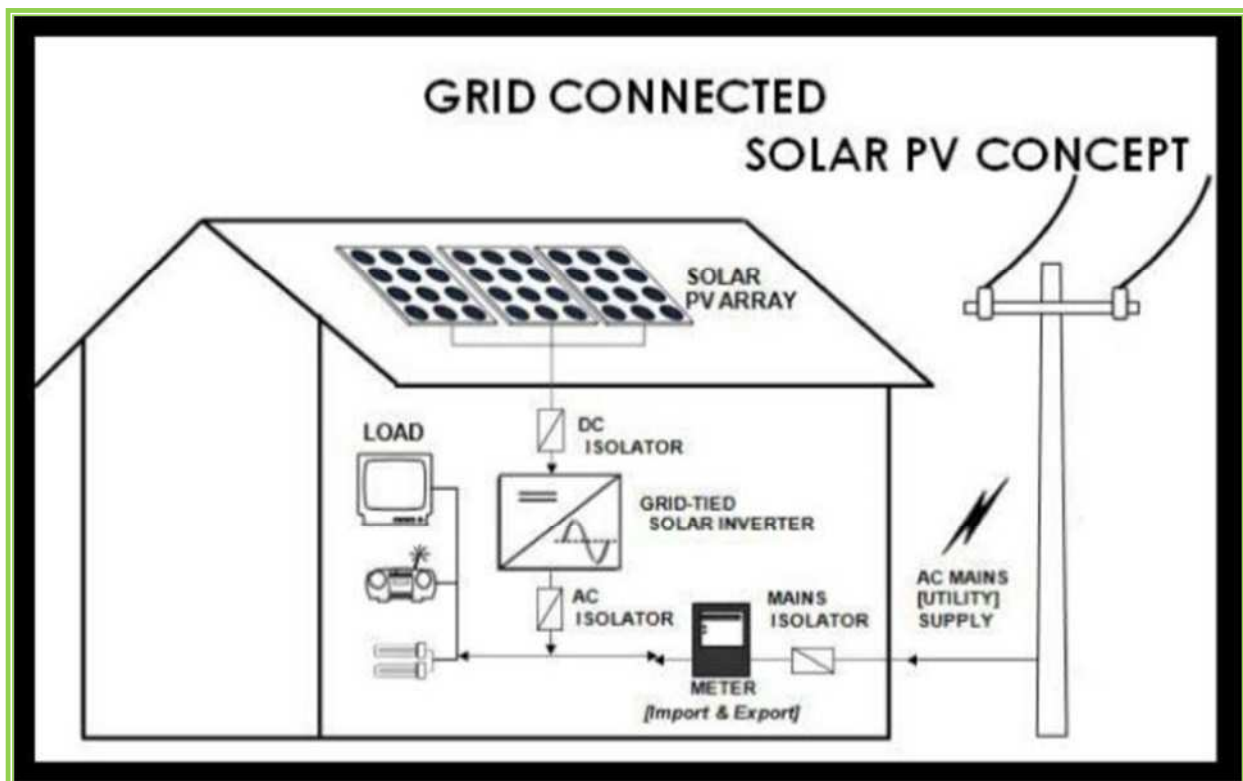 GRID CONNECTED
SOLAR PV CONCEPT
SOLAR
PV ARRAY
LOAD
DC
ISOLATOR
GRID-TIED
SOLAR INVERTER
AC
ISOLATOR
MAINS
ISOLATOR
AC MAINS
[UTILITY]
SUPPLY
METER
[Import & Export]